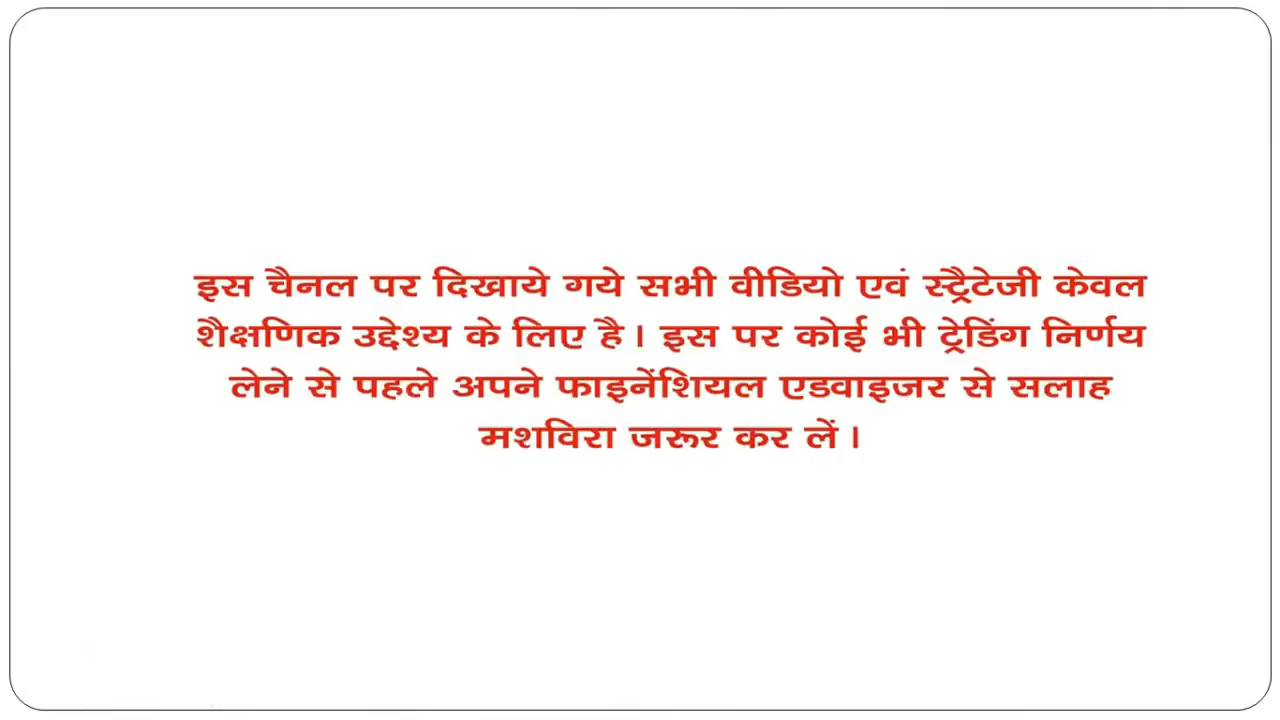 इस चैनल पर दिखाये गये सभी वीडियो एवं स्ट्रैटेजी केवल
शैक्षणिक उद्देश्य के लिए है। इस पर कोई भी ट्रेडिंग निर्णय
लेने से पहले अपने फाइनेंशियल एडवाइजर से सलाह
मशविरा जरूर कर लें।